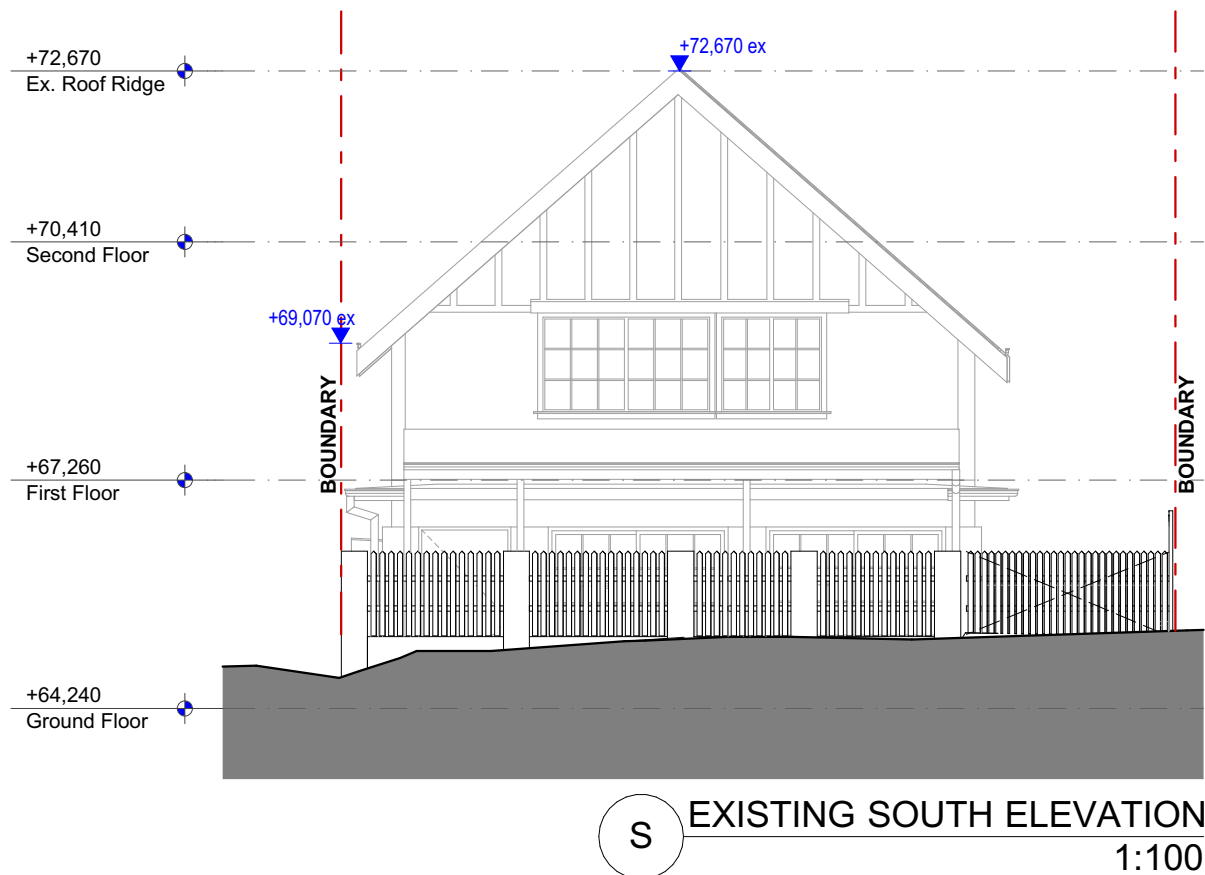 +72,670
Ex. Roof Ridge
+72,670 ex
+70,410
Second Floor
+69,070 ex
BOUNDARY
BOUNDARY
+67,260
First Floor
+64,240
Ground Floor
S
EXISTING SOUTH ELEVATION
1:100